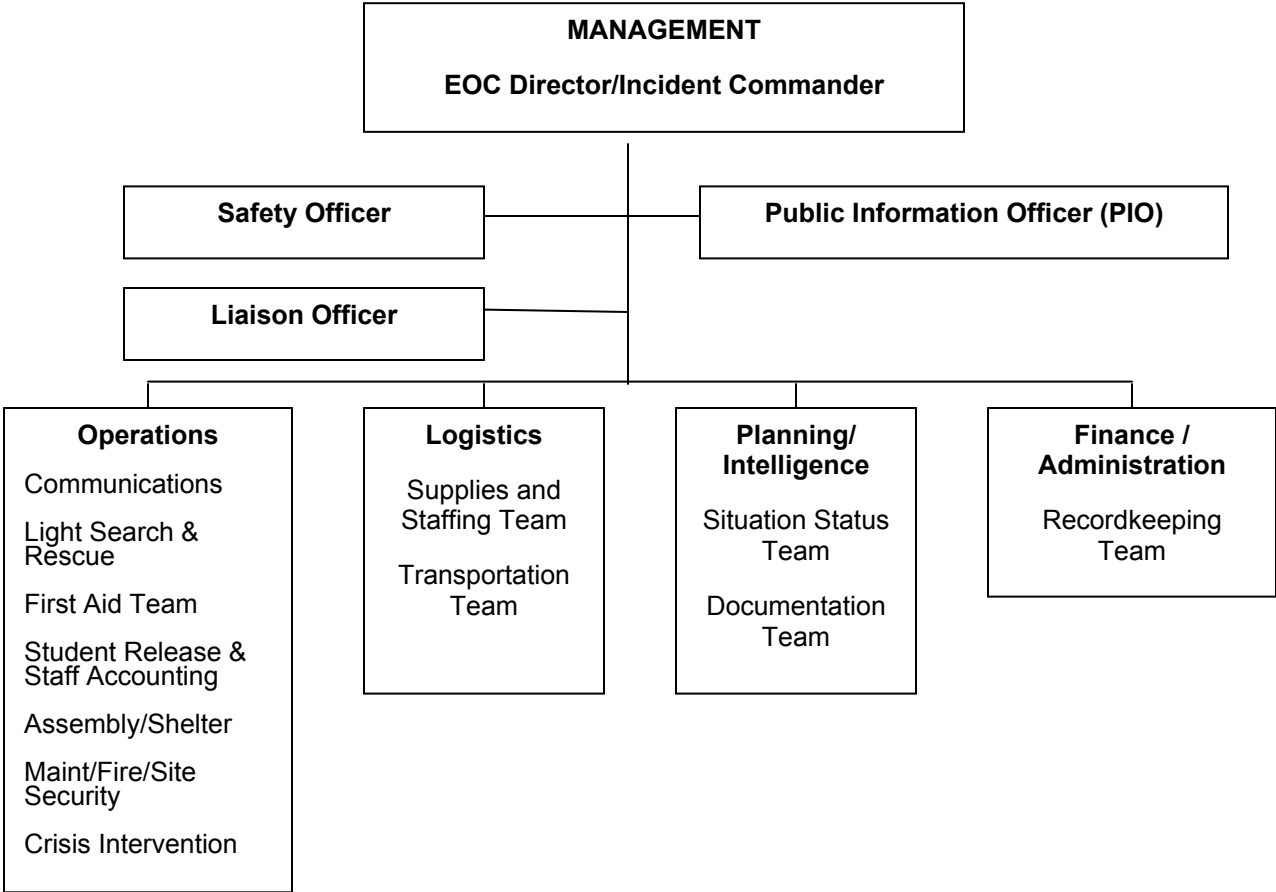 MANAGEMENT
EOC Director/Incident Commander
Safety Officer
Public Information Officer (PIO)
Liaison Officer
Operations
Communications
Light Search &
Rescue
First Aid Team
Student Release &
Staff Accounting
Assembly/Shelter
Maint/Fire/Site
Security
Crisis Intervention
Logistics
Supplies and
Staffing Team
Transportation
Team
Planning/
Intelligence
Situation Status
Team
Documentation
Team
Finance /
Administration
Recordkeeping
Team